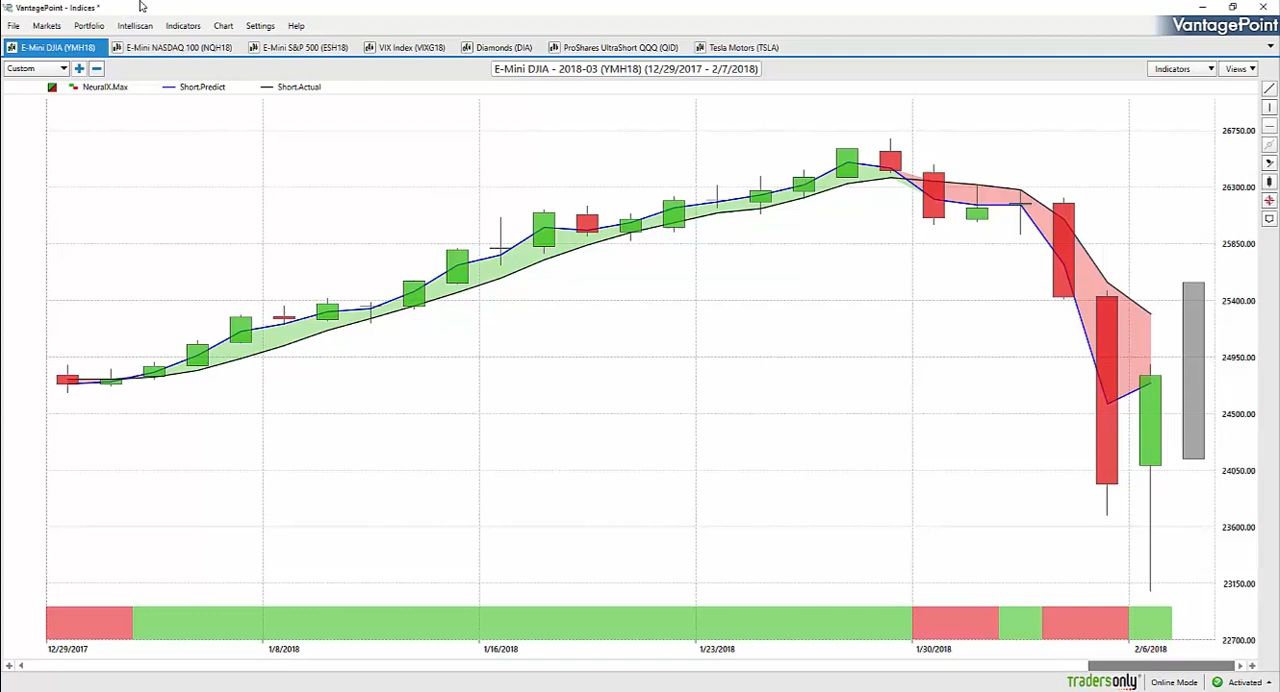 VantagePoint - Indices *
File Markets Portfolio Intelliscan Indicators Chart Settings Help
VantagePoint
E-Mini DJIA (YMH18) E-Mini NASDAQ 100 (NQH18) E-Mini S&P 500 (ESH18) VIX Index (VIXG18) Diamonds (DIA) ProShares UltraShort QQQ (QID) Tesla Motors (TSLA)
Custom E-Mini DJIA - 2018-03 (YMH18) (12/29/2017 - 2/7/2018) Indicators Views
NeuralX.Max Short.Predict Short.Actual
26750.00
26300.00
25850.00
25400.00
24950.00
24500.00
24050.00
23600.00
23150.00
22700.00
12/29/2017 1/8/2018 1/16/2018 1/23/2018 1/30/2018 2/6/2018
tradersonly Online Mode Activated